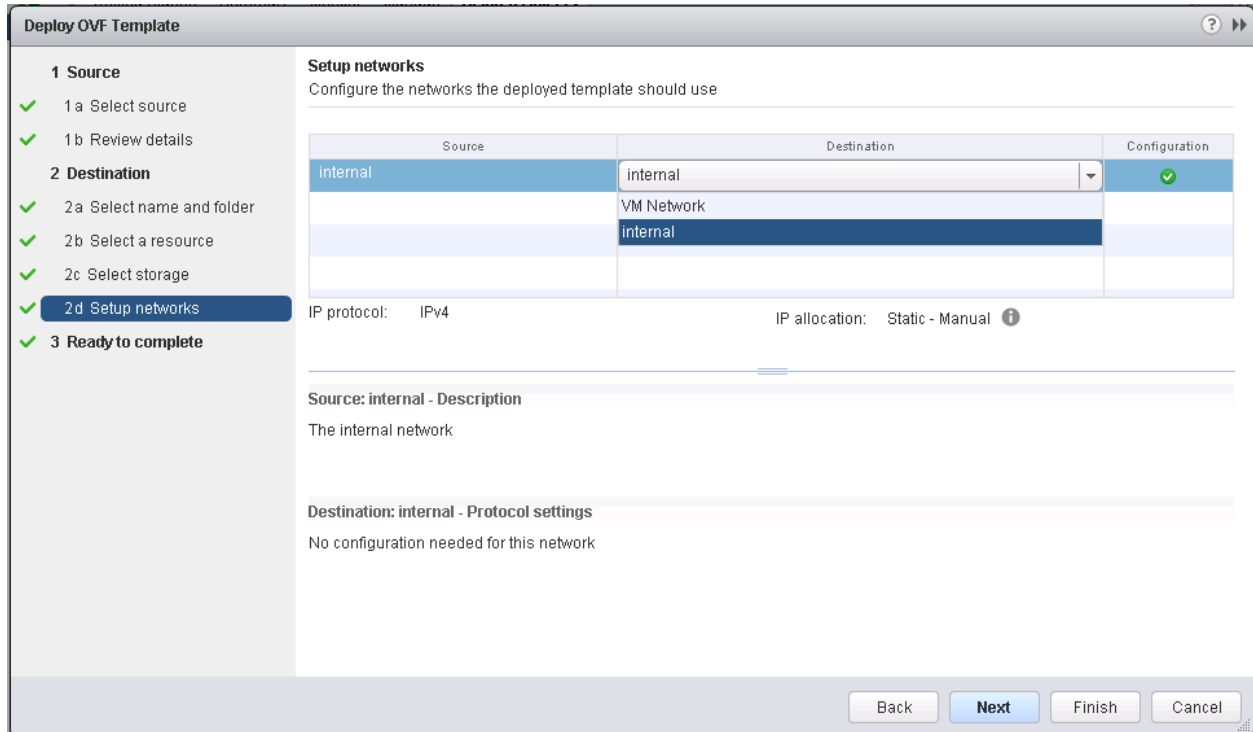 Deploy OVF Template
1 Source
1a Select source
1b Review details
2 Destination
2a Select name and folder
2b Select a resource
2c Select storage
2d Setup networks
3 Ready to complete
Setup networks
Configure the networks the deployed template should use
Source Destination Configuration
internal internal
VM Network
internal
IP protocol: IPv4 IP allocation: Static - Manual
Source: internal - Description
The internal network
Destination: internal - Protocol settings
No configuration needed for this network
Back Next Finish Cancel